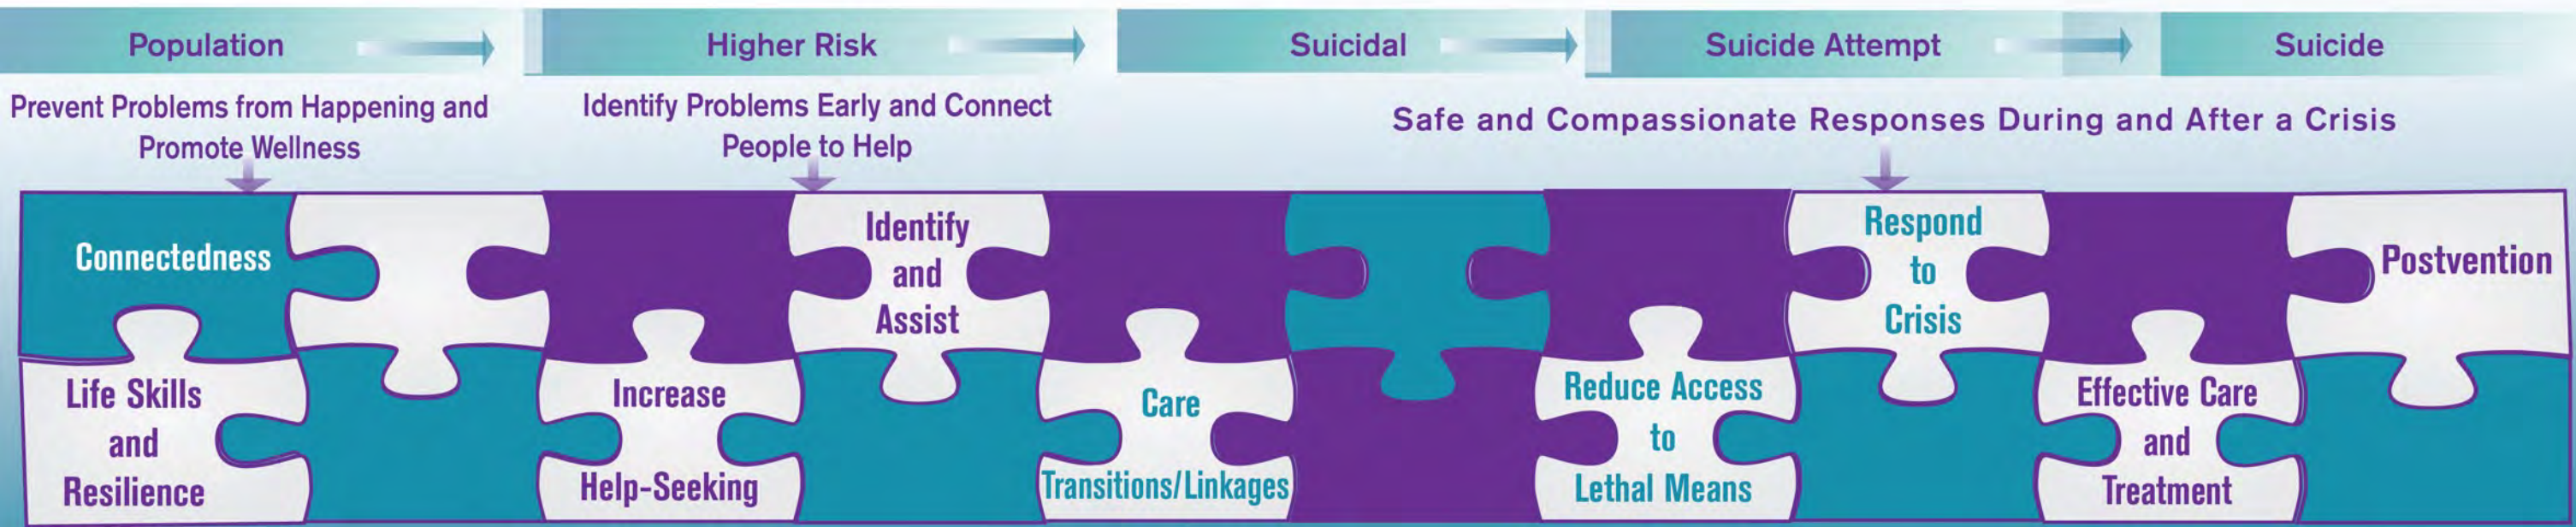 Population
Higher Risk
Suicidal
Suicide Attempt
Suicide
Prevent Problems from Happening and
Promote Wellness
Identify Problems Early and Connect
People to Help
Safe and Compassionate Responses During and After a Crisis
Connectedness
Identify
and
Assist
Respond
to
Crisis
Postvention
Life Skills
and
Resilience
Increase
Help-Seeking
Care
Transitions/Linkages
Reduce Access
to
Lethal Means
Effective Care
and
Treatment